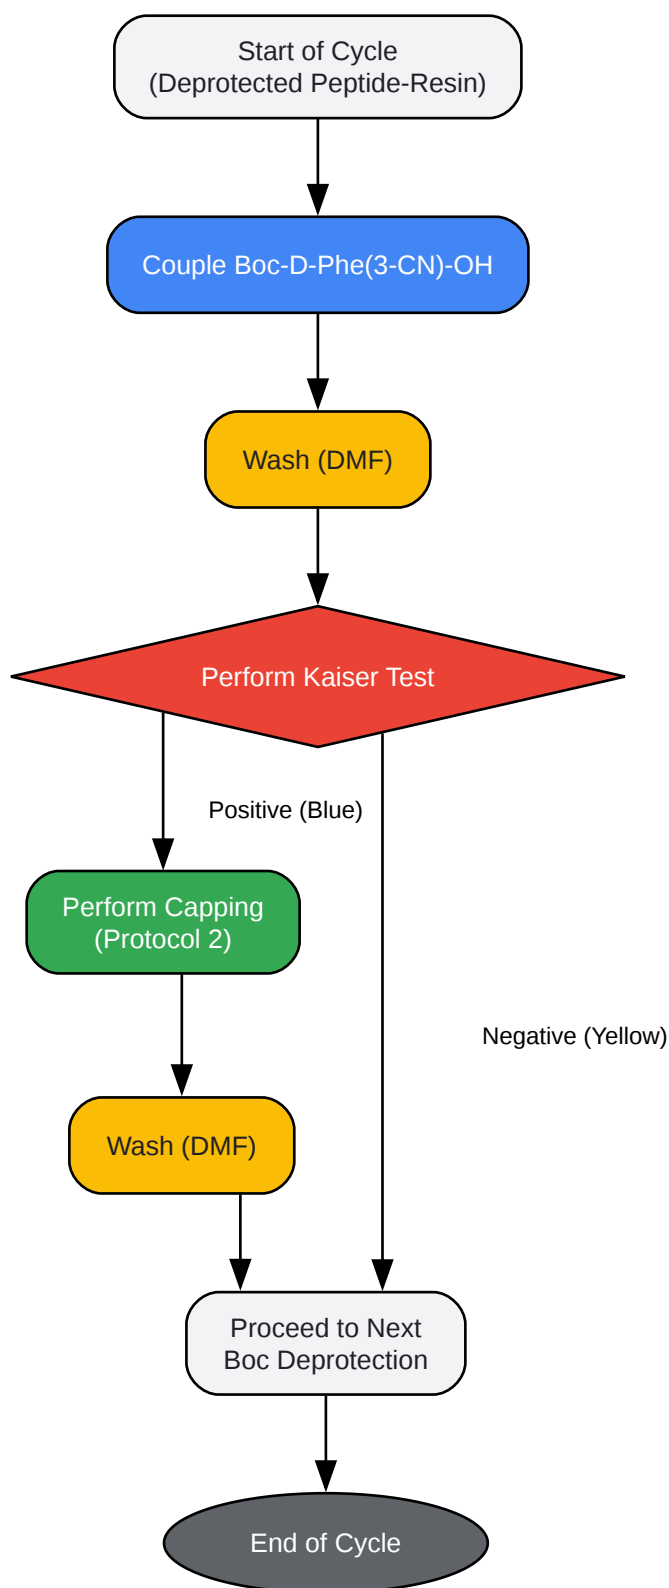 Start of Cycle
(Deprotected Peptide-Resin)
Couple Boc-D-Phe(3-CN)-OH
Wash (DMF)
Perform Kaiser Test
Positive (Blue)
Perform Capping
(Protocol 2)
Negative (Yellow)
Wash (DMF)
Proceed to Next
Boc Deprotection
End of Cycle